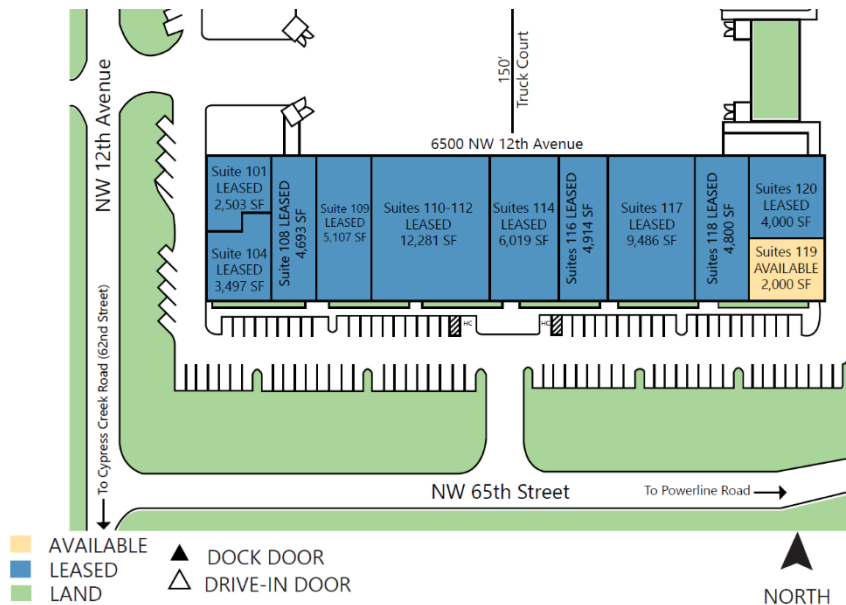 NW 12th Avenue
150'
Truck Court
6500 NW 12th Avenue
Suite 101
LEASED
2,503 SF
Suite 104
LEASED
3,497 SF
Suite 108 LEASED
4,693 SF
Suite 109
LEASED
5,107 SF
Suites 110-112
LEASED
12,281 SF
Suites 114
LEASED
6,019 SF
Suites 116 LEASED
4,914 SF
Suites 117
LEASED
9,486 SF
Suites 118 LEASED
4,800 SF
Suites 120
LEASED
4,000 SF
Suites 119
AVAILABLE
2,000 SF
HC
HC
To Cypress Creek Road (62nd Street)
NW 65th Street
To Powerline Road
AVAILABLE
LEASED
LAND
DOCK DOOR
DRIVE-IN DOOR
NORTH